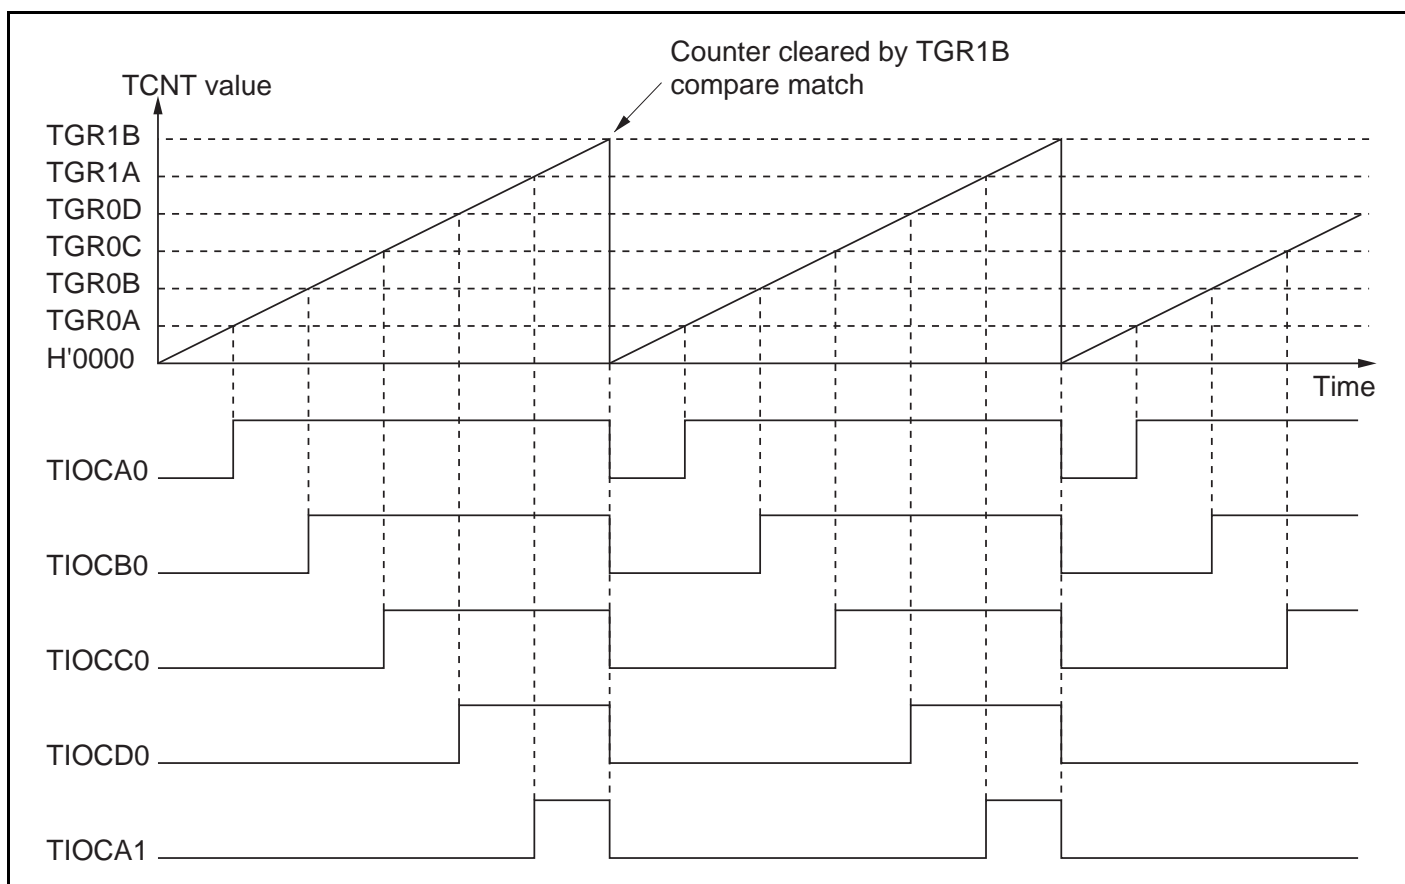 Counter cleared by TGR1B
compare match
TCNT value
TGR1B
TGR1A
TGR0D
TGR0C
TGR0B
TGR0A
H'0000
Time
TIOCA0
TIOCB0
TIOCC0
TIOCD0
TIOCA1